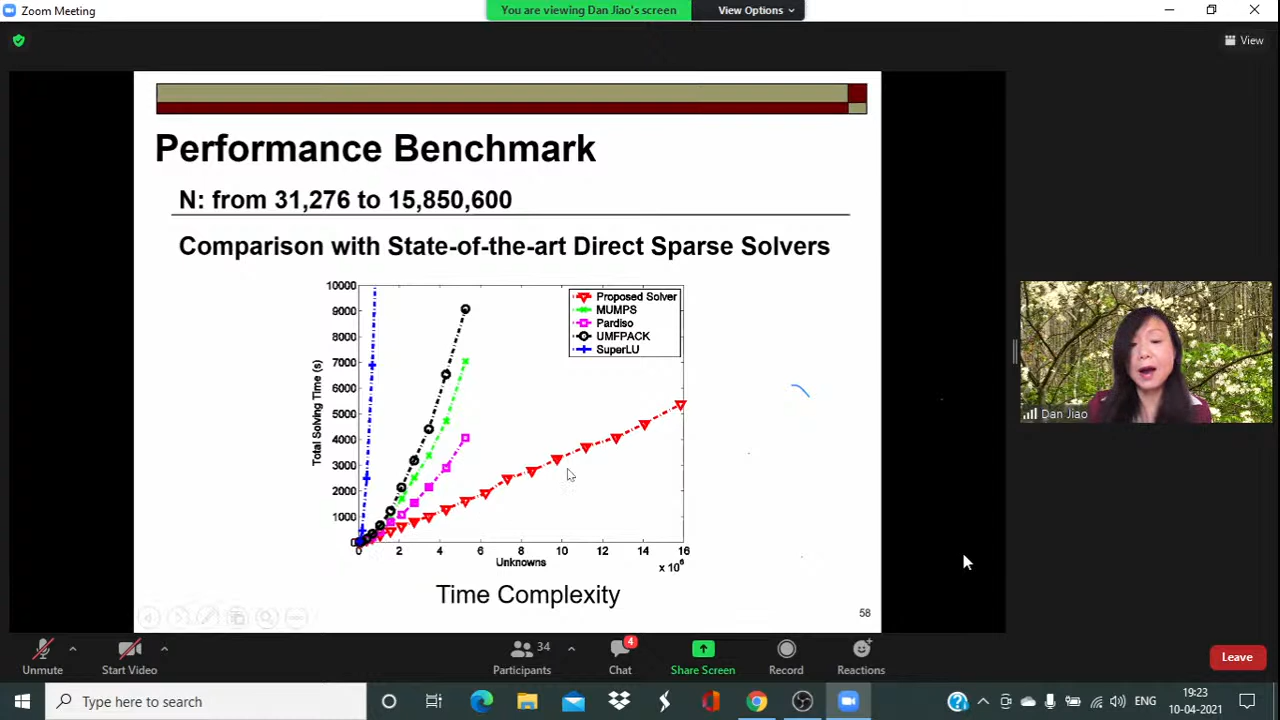 Zoom Meeting
You are viewing Dan Jiao's screen
View Options
View
Performance Benchmark
N: from 31,276 to 15,850,600
Comparison with State-of-the-art Direct Sparse Solvers
10000
9000
8000
7000
6000
5000
4000
3000
2000
1000
0
Total Solving Time (s)
Proposed Solver
MUMPS
Pardiso
UMFPACK
SuperLU
0 2 4 6 8 10 12 14 16
Unknowns
x 10⁶
Time Complexity
58
Dan Jiao
Unmute
Start Video
34
Participants
4
Chat
Share Screen
Record
Reactions
Leave
Type here to search
ENG
19:23
10-04-2021